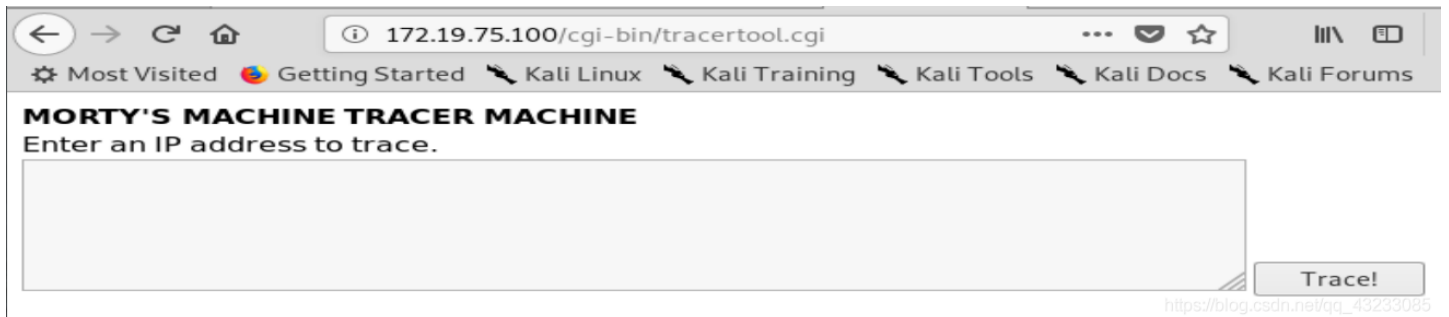 172.19.75.100/cgi-bin/tracertool.cgi
Most Visited Getting Started Kali Linux Kali Training Kali Tools Kali Docs Kali Forums
MORTY'S MACHINE TRACER MACHINE
Enter an IP address to trace.
Trace!
https://blog.csdn.net/qq_43233085